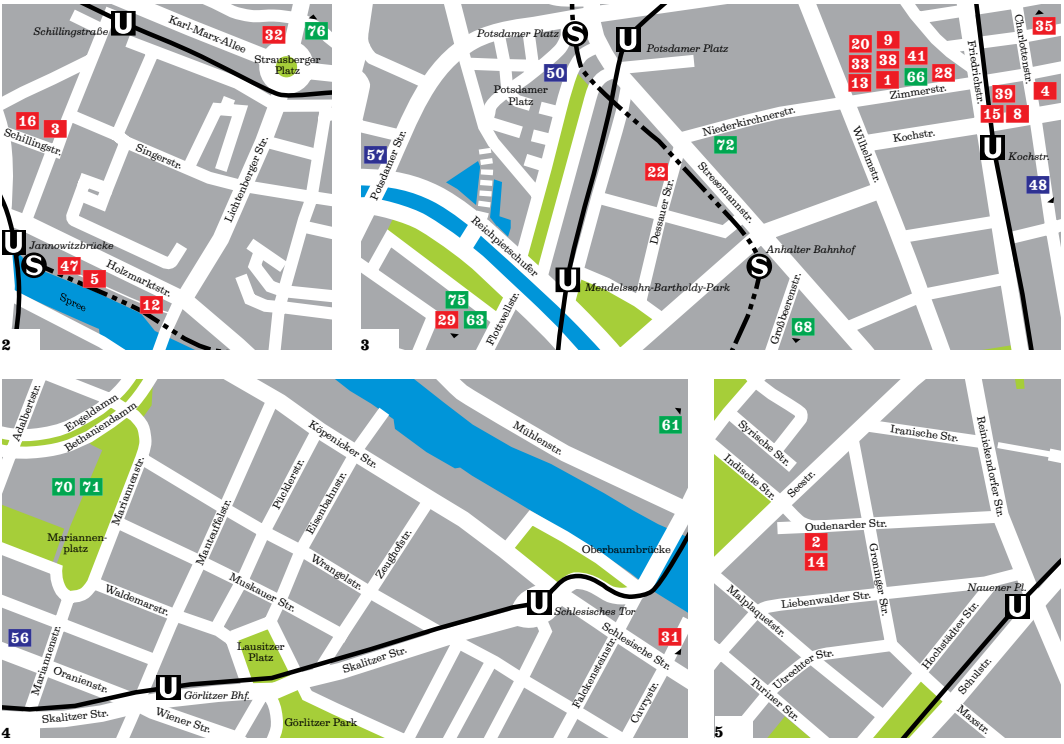 Schillingstraße
U
Karl-Marx-Allee
32
76
Strausberger
Platz
16
3
Schillingstr.
Singerstr.
Lichtenberger Str.
U
Jannowitzbrücke
S
47
5
Holzmarktstr.
12
Spree
2
Potsdamer Platz
S
U
Potsdamer Platz
50
Potsdamer
Platz
57
Potsdamer Str.
Niederkirchnerstr.
72
22
Stresemannstr.
Dessauer Str.
Reichpietschufer
Anhalter Bahnhof
S
U
Mendelssohn-Bartholdy-Park
75
29
63
Flottwellstr.
Großbeerenstr.
68
20
9
33
38
41
13
1
66
28
Zimmerstr.
Wilhelmstr.
Kochstr.
Friedrichstr.
Charlottenstr.
35
4
39
15
8
U
Kochstr.
48
3
Adalbertstr.
Engeldamm
Bethaniendamm
70
71
Mariannenstr.
Mariannen-
platz
Köpenicker Str.
Mühlenstr.
61
Pücklerstr.
Eisenbahnstr.
Manteuffelstr.
Wrangelstr.
Zeughofstr.
Muskauer Str.
Waldemarstr.
Oberbaumbrücke
U
Schlesisches Tor
Schlesische Str.
31
56
Mariannenstr.
Lausitzer
Platz
Skalitzer Str.
Oranienstr.
U
Görlitzer Bhf.
Falckensteinstr.
Cuvrystr.
Skalitzer Str.
Wiener Str.
Görlitzer Park
4
Syrische Str.
Indische Str.
Seestr.
Iranische Str.
Reinickendorfer Str.
Oudenarder Str.
2
14
Groninger Str.
Nauener Pl.
U
Malplaquetstr.
Liebenwalder Str.
Hochstädter Str.
Utrechter Str.
Turiner Str.
Schulstr.
Maxstr.
5